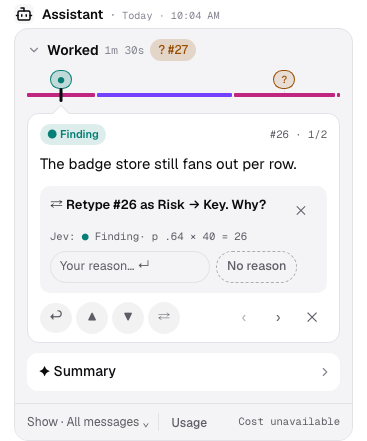 Assistant · Today · 10:04 AM
Worked 1m 30s ? #27
?
Finding #26 · 1/2
The badge store still fans out per row.
⇄ Retype #26 as Risk → Key. Why? ×
Jev: ● Finding· p .64 × 40 = 26
Your reason… ↵ No reason
↩ ▲ ▼ ⇄ ‹ › ×
✦ Summary ›
Show · All messages ⌄ Usage Cost unavailable